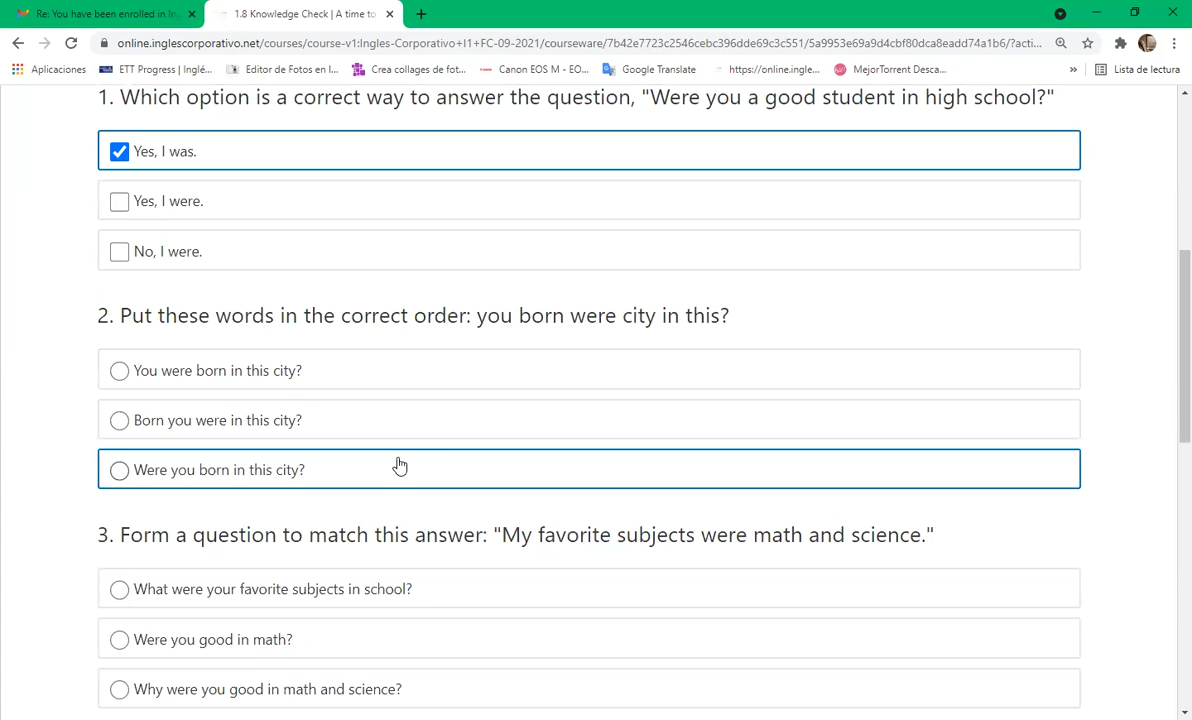 Re: You have been enrolled in In
1.8 Knowledge Check | A time to
online.inglescorporativo.net/courses/course-v1:Ingles-Corporativo+I1+FC-09-2021/courseware/7b42e7723c2546cebc396dde69c3c551/5a9953e69a9d4cbf80dca8eadd74a1b6/?acti...
Aplicaciones
ETT Progress | Inglé...
Editor de Fotos en l...
Crea collages de fot...
Canon EOS M - EO...
Google Translate
https://online.ingle...
MejorTorrent Desca...
»
Lista de lectura
1. Which option is a correct way to answer the question, "Were you a good student in high school?"
Yes, I was.
Yes, I were.
No, I were.
2. Put these words in the correct order: you born were city in this?
You were born in this city?
Born you were in this city?
Were you born in this city?
3. Form a question to match this answer: "My favorite subjects were math and science."
What were your favorite subjects in school?
Were you good in math?
Why were you good in math and science?